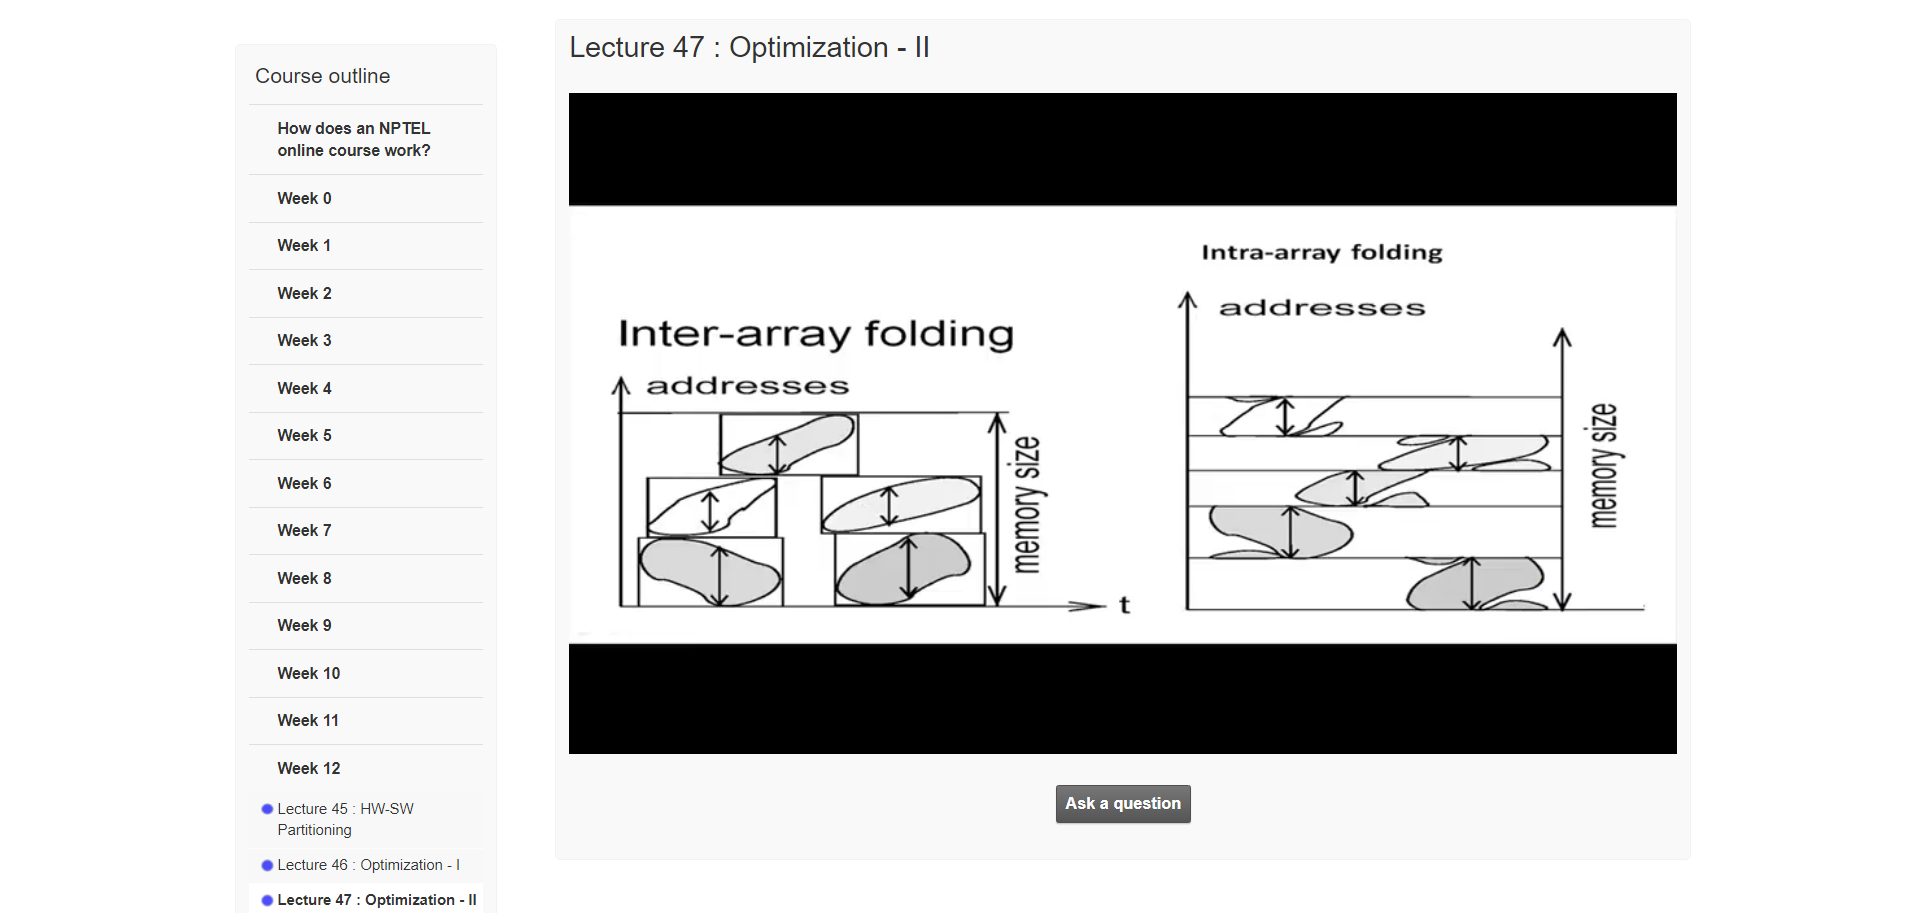 Course outline
How does an NPTEL
online course work?
Week 0
Week 1
Week 2
Week 3
Week 4
Week 5
Week 6
Week 7
Week 8
Week 9
Week 10
Week 11
Week 12
Lecture 45 : HW-SW
Partitioning
Lecture 46 : Optimization - I
Lecture 47 : Optimization - II
Lecture 47 : Optimization - II
Inter-array folding
addresses
memory size
t
Intra-array folding
addresses
memory size
Ask a question